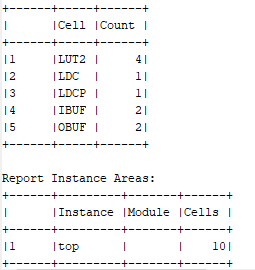 +------+-----+------+
|      |Cell |Count |
+------+-----+------+
|1     |LUT2 |     4|
|2     |LDC  |     1|
|3     |LDCP |     1|
|4     |IBUF |     2|
|5     |OBUF |     2|
+------+-----+------+
Report Instance Areas:
+------+---------+-------+------+
|      |Instance |Module |Cells |
+------+---------+-------+------+
|1     |top      |       |    10|
+------+---------+-------+------+